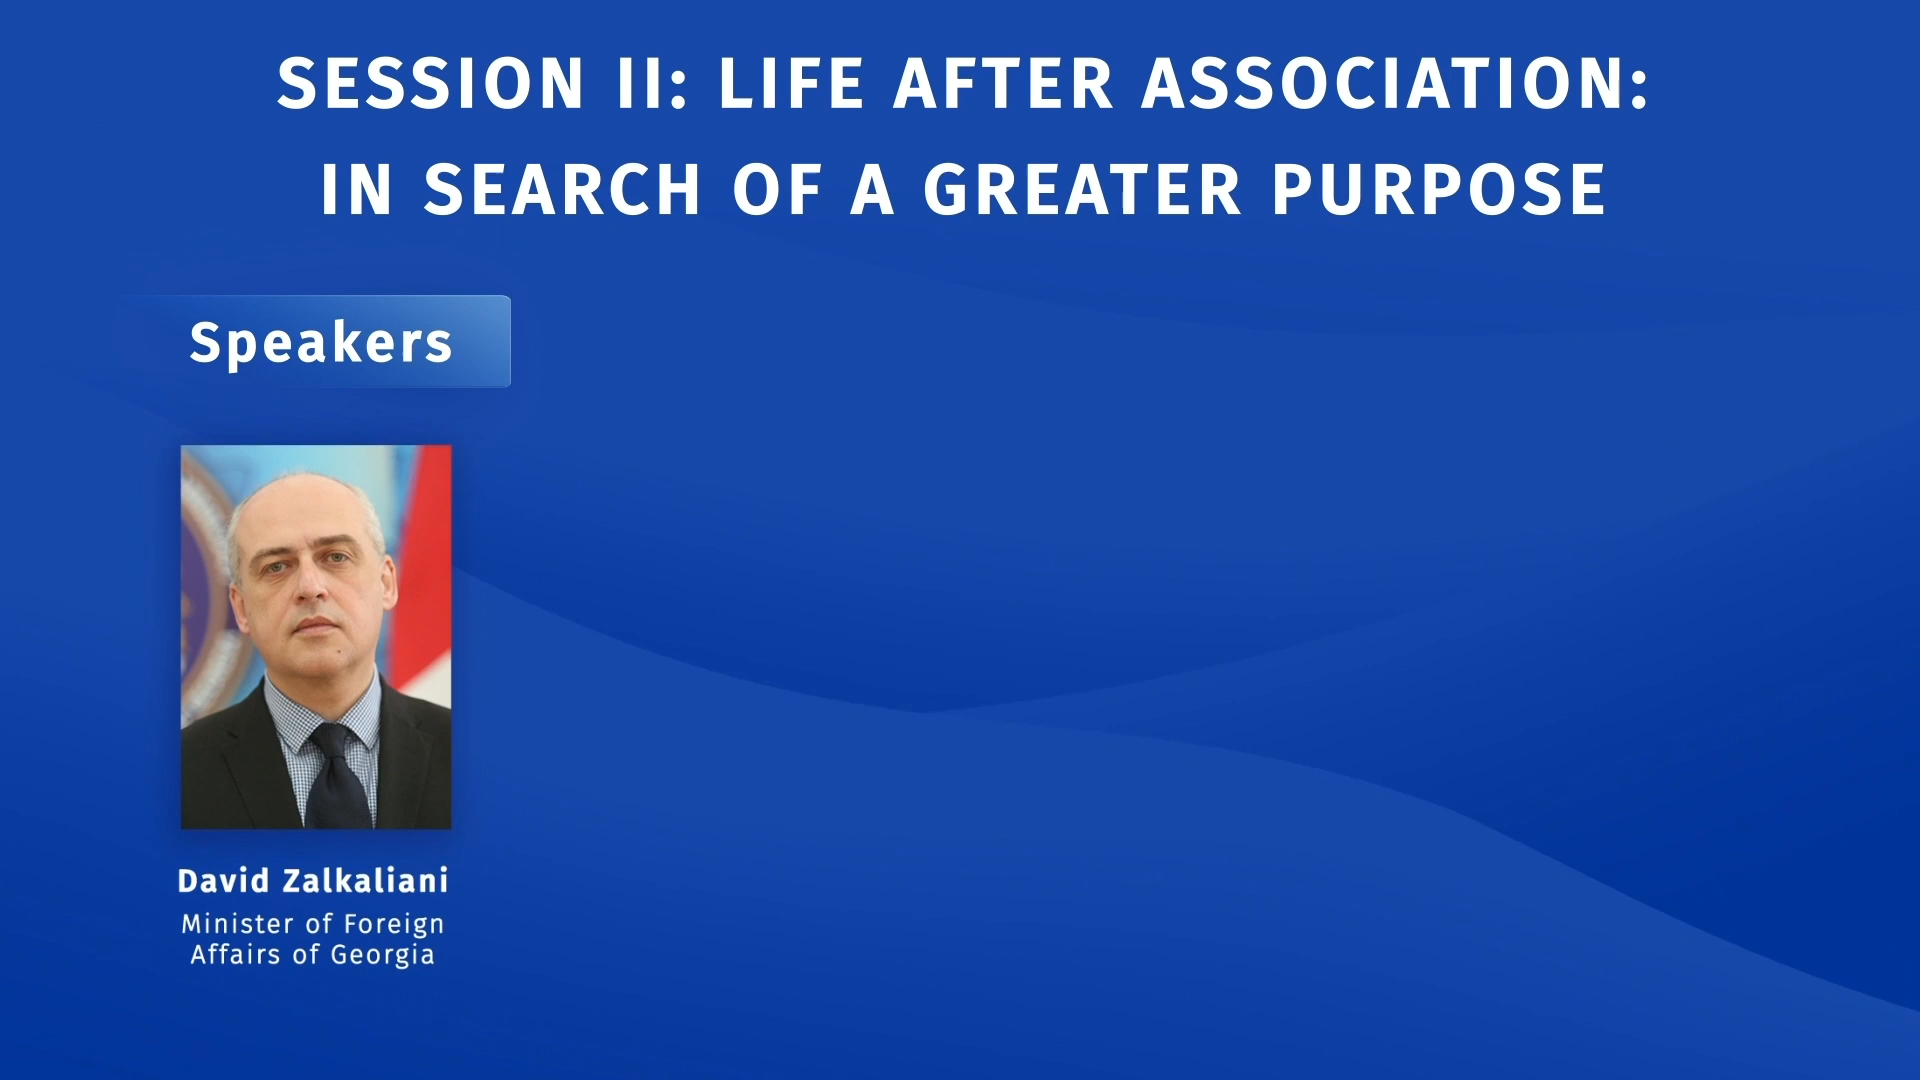 SESSION II: LIFE AFTER ASSOCIATION:
IN SEARCH OF A GREATER PURPOSE
Speakers
David Zalkaliani
Minister of Foreign
Affairs of Georgia